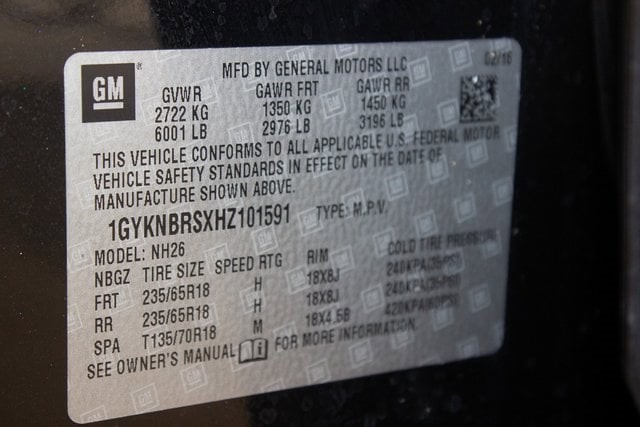 GM
MFD BY GENERAL MOTORS LLC 02/16
GVWR GAWR FRT GAWR RR
2722 KG 1350 KG 1450 KG
6001 LB 2976 LB 3196 LB
THIS VEHICLE CONFORMS TO ALL APPLICABLE U.S. FEDERAL MOTOR
VEHICLE SAFETY STANDARDS IN EFFECT ON THE DATE OF
MANUFACTURE SHOWN ABOVE.
1GYKNBRSXHZ101591 TYPE: M.P.V.
MODEL: NH26
NBGZ TIRE SIZE SPEED RTG RIM COLD TIRE PRESSURE
FRT 235/65R18 H 18X8J 240KPA(35PSI)
RR 235/65R18 H 18X8J 240KPA(35PSI)
SPA T135/70R18 M 18X4.5B 420KPA(60PSI)
SEE OWNER'S MANUAL FOR MORE INFORMATION.